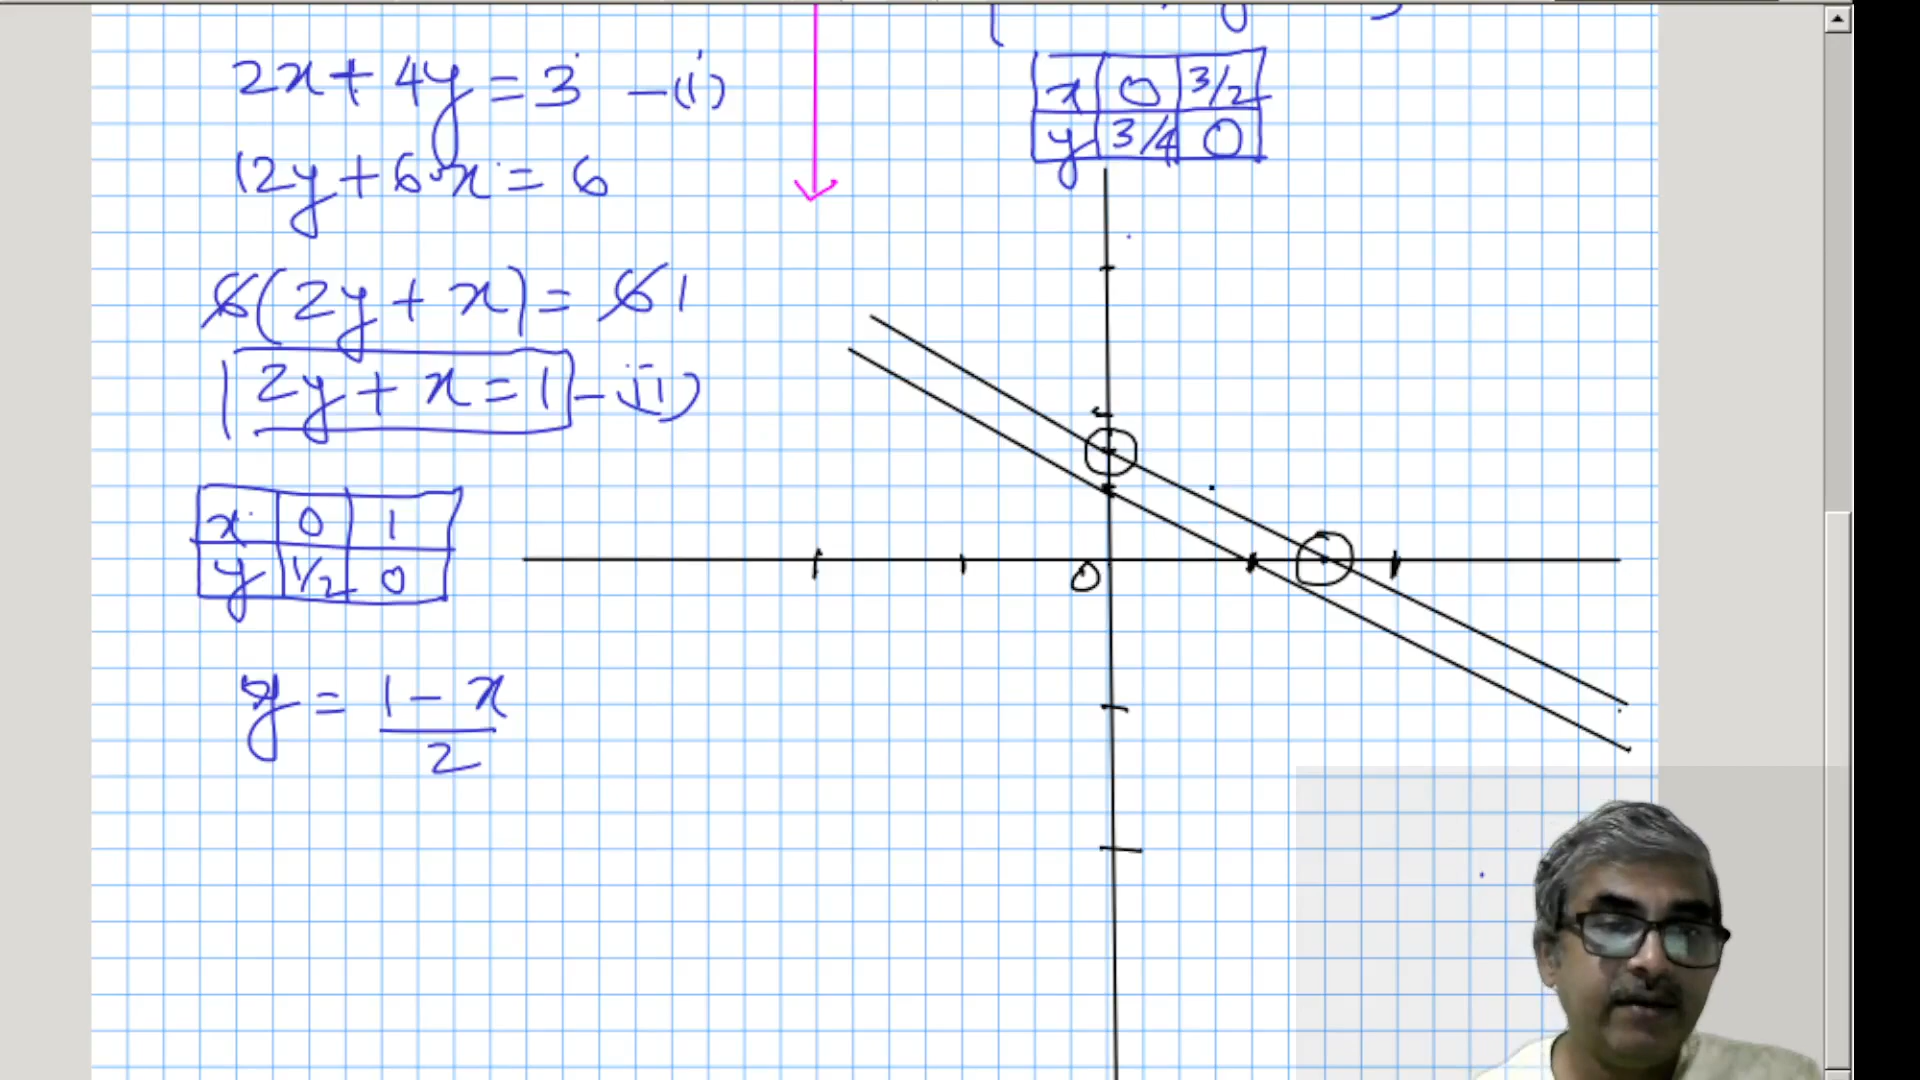 2x + 4y = 3 - (i)
12y + 6x = 6
6(2y + x) = 6 1
2y + x = 1 - ii)
x 0 1
y 1/2 0
y = 1 - x
2
x 0 3/2
y 3/4 0
0